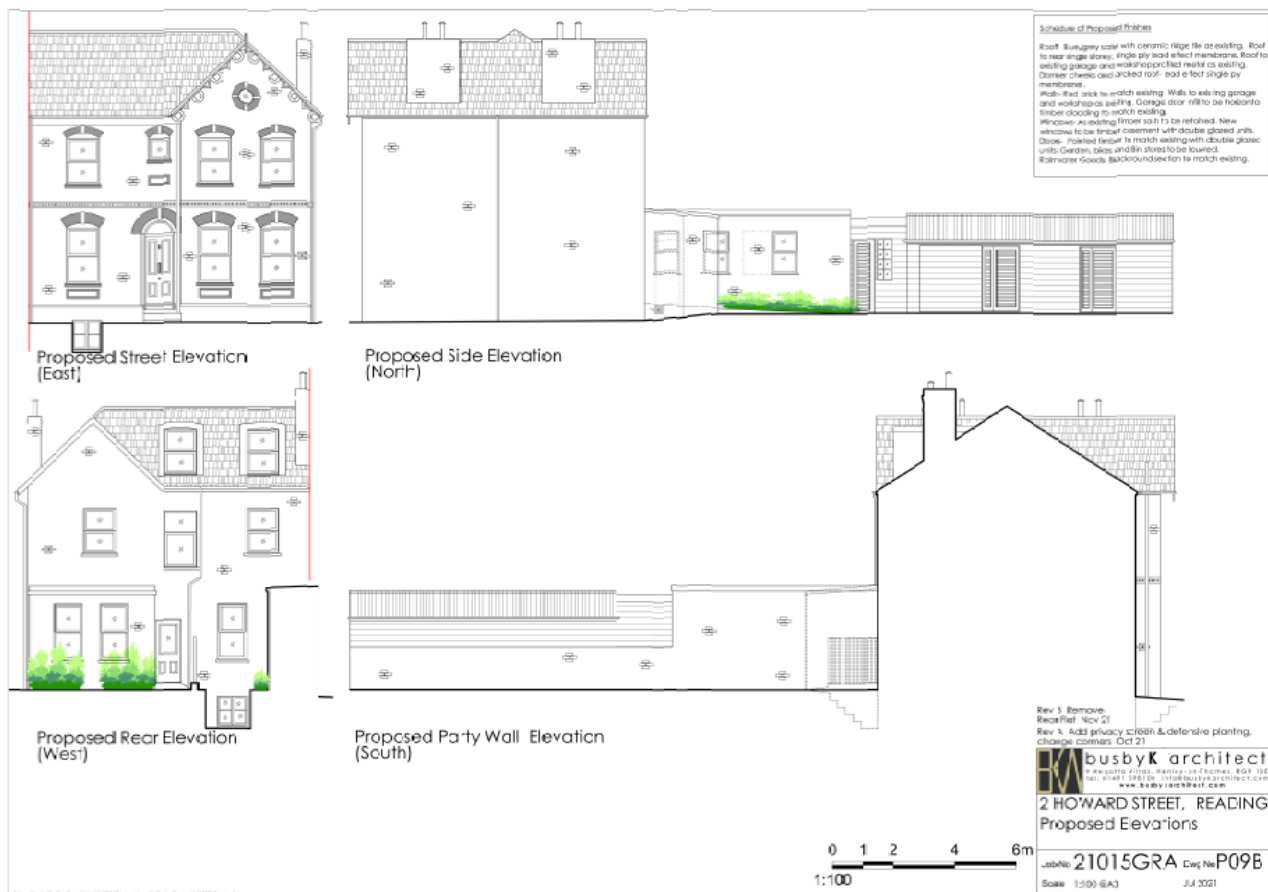 Schedule of Proposed Finishes
Roof: Blue/grey slate with ceramic ridge tile as existing. Roof
to rear single storey, single ply lead effect membrane. Roof to
existing garage and workshop profiled metal as existing.
Dormer cheeks and arched roof- lead effect single ply
membrane.
Walls- Red brick to match existing. Walls to existing garage
and workshop as existing. Garage door infill to be horizontal
timber cladding to match existing.
Windows- As existing timber sash to be retained. New
windows to be timber casement with double glazed units.
Doors- Painted timber to match existing with double glazed
units. Garden, bikes and Bin stores to be louvred.
Rainwater Goods- Black round section to match existing.
Proposed Street Elevation
(East)
Proposed Side Elevation
(North)
Proposed Rear Elevation
(West)
Proposed Party Wall Elevation
(South)
Rev B Remove
Rear Flat Nov 21
Rev A Add privacy screen & defensive planting,
change dormers Oct 21
busbyK architect
www.busbykarchitect.com
2 HOWARD STREET, READING
Proposed Elevations
JobNo 21015GRA Dwg No P09B
Scale 1:100 @A3 Jul 2021
0 1 2 4 6m
1:100